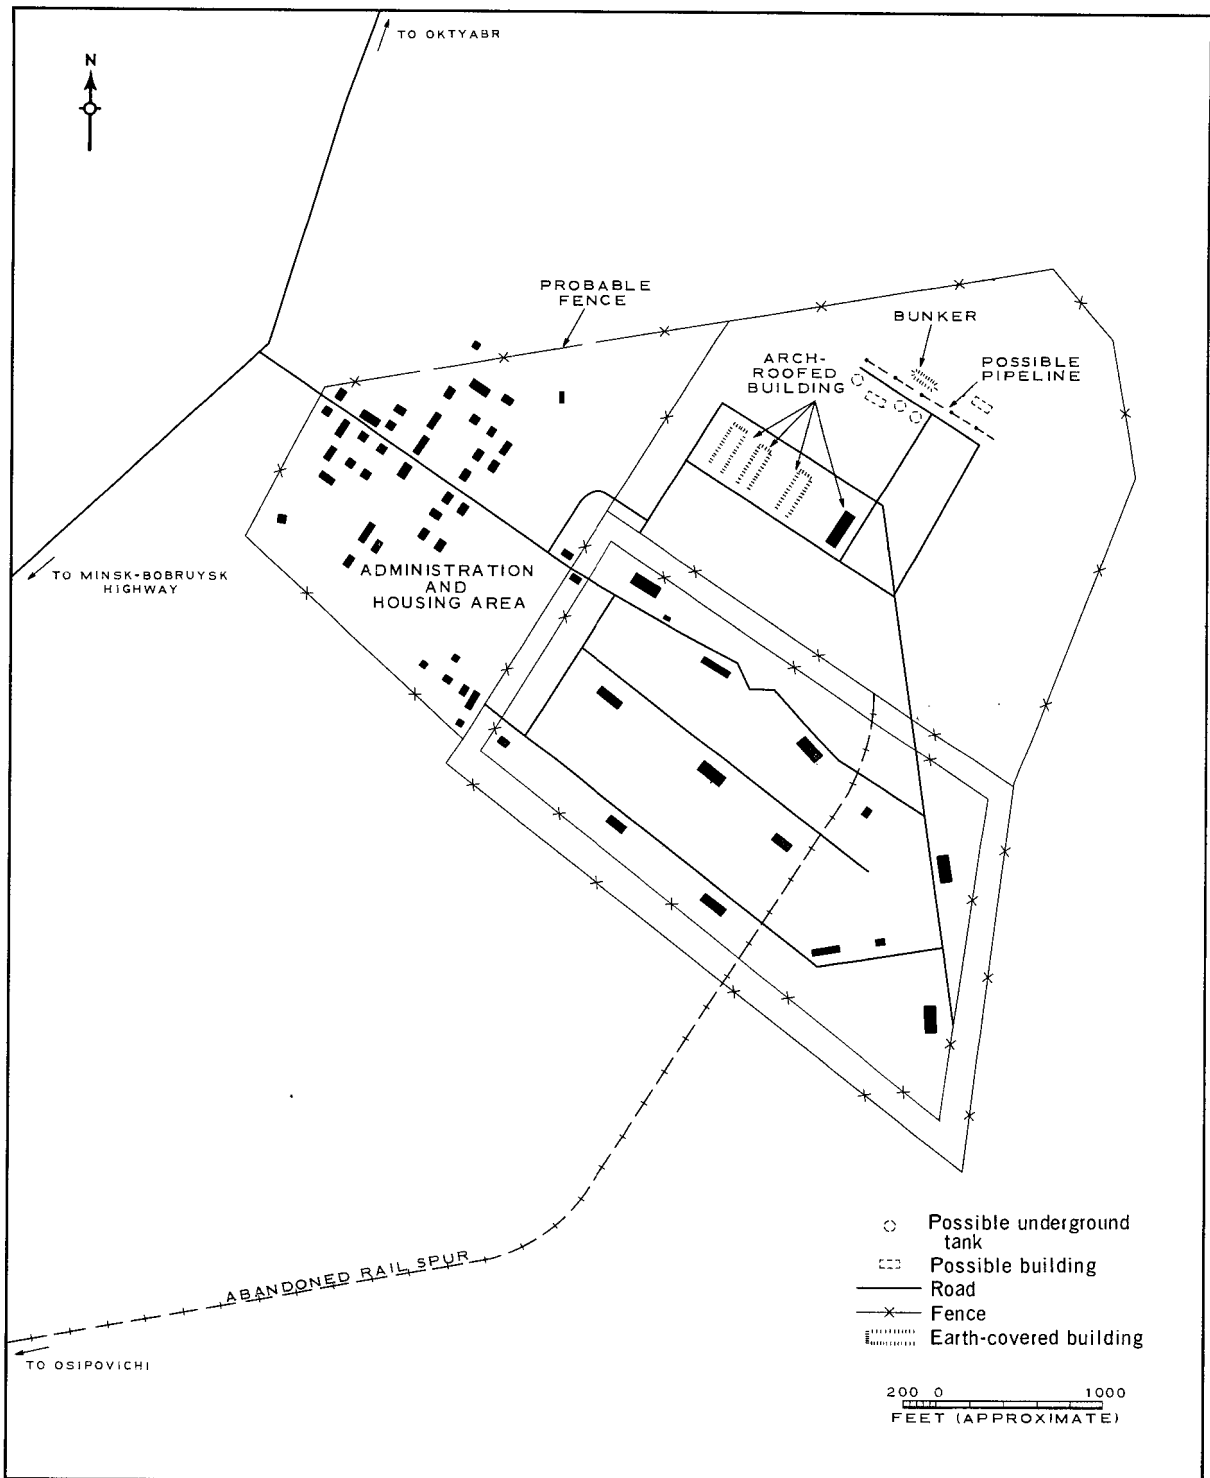 TO OKTYABR
N
PROBABLE
FENCE
BUNKER
ARCH-
ROOFED
BUILDING
POSSIBLE
PIPELINE
TO MINSK-BOBRUYSK
HIGHWAY
ADMINISTRATION
AND
HOUSING AREA
ABANDONED RAIL SPUR
TO OSIPOVICHI
Possible underground
tank
Possible building
Road
Fence
Earth-covered building
200 0 1000
FEET (APPROXIMATE)